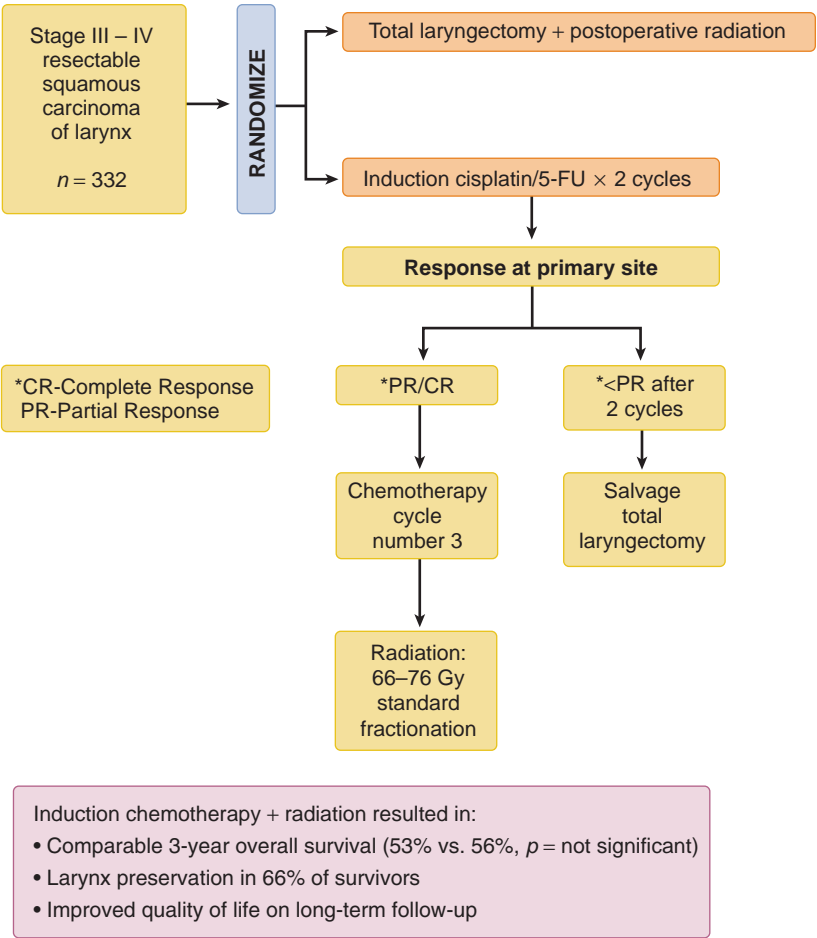 Stage III – IV
resectable
squamous
carcinoma
of larynx
n = 332
RANDOMIZE
Total laryngectomy + postoperative radiation
Induction cisplatin/5-FU × 2 cycles
Response at primary site
*CR-Complete Response
PR-Partial Response
*PR/CR
*<PR after
2 cycles
Chemotherapy
cycle
number 3
Salvage
total
laryngectomy
Radiation:
66–76 Gy
standard
fractionation
Induction chemotherapy + radiation resulted in:
• Comparable 3-year overall survival (53% vs. 56%, p = not significant)
• Larynx preservation in 66% of survivors
• Improved quality of life on long-term follow-up